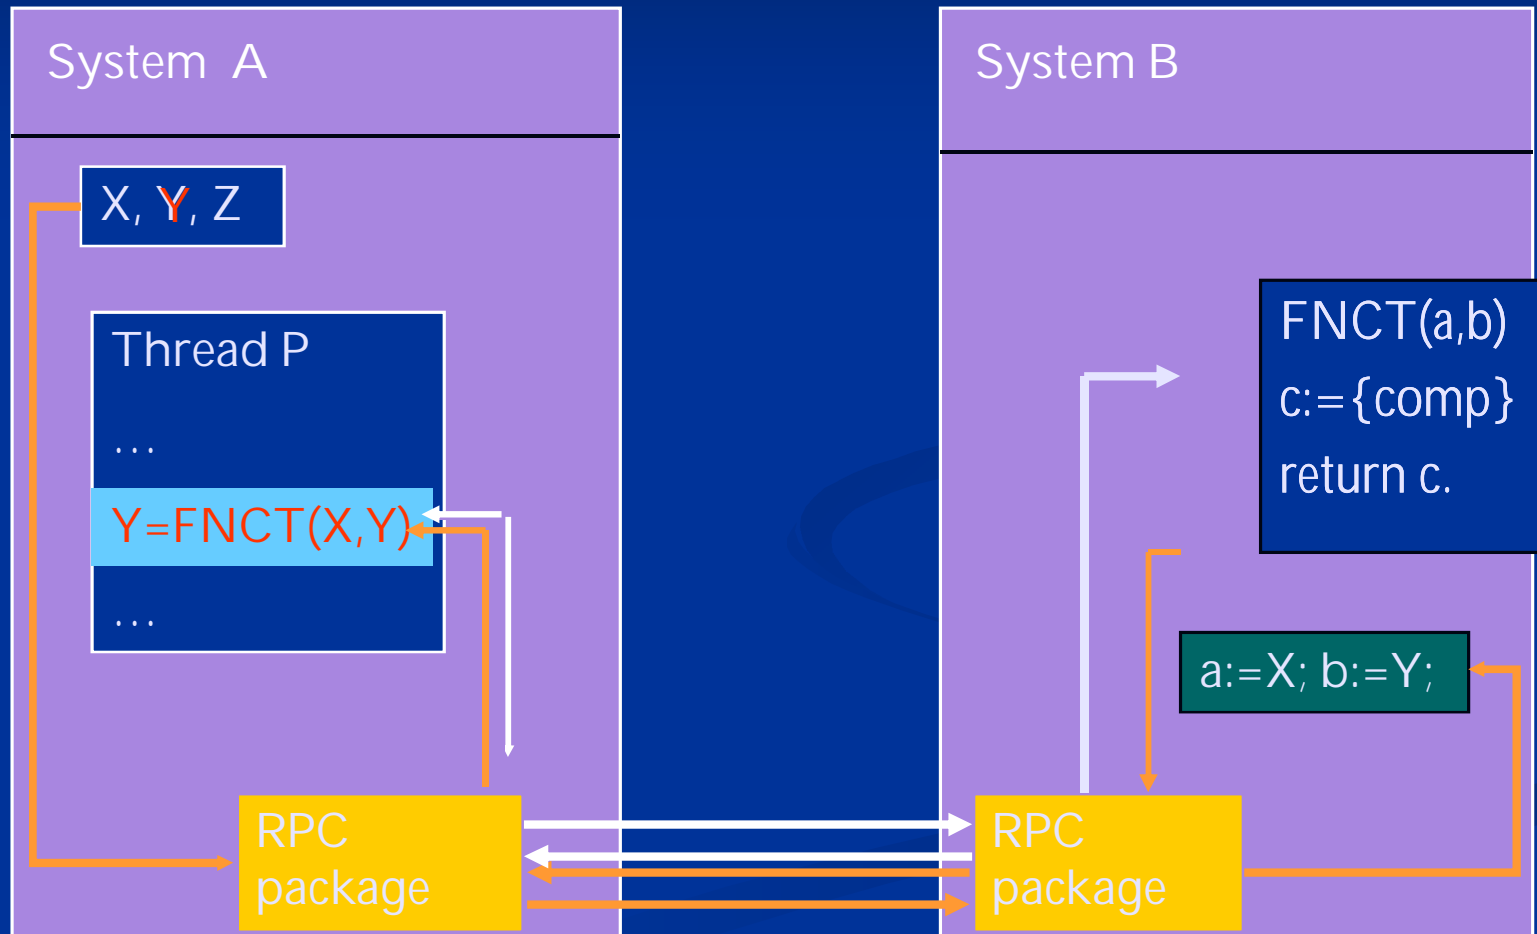 System A
X, Y, Z
Thread P
...
Y=FNCT(X,Y)
...
RPC
package
System B
FNCT(a,b)
c:={comp}
return c.
a:=X; b:=Y;
RPC
package